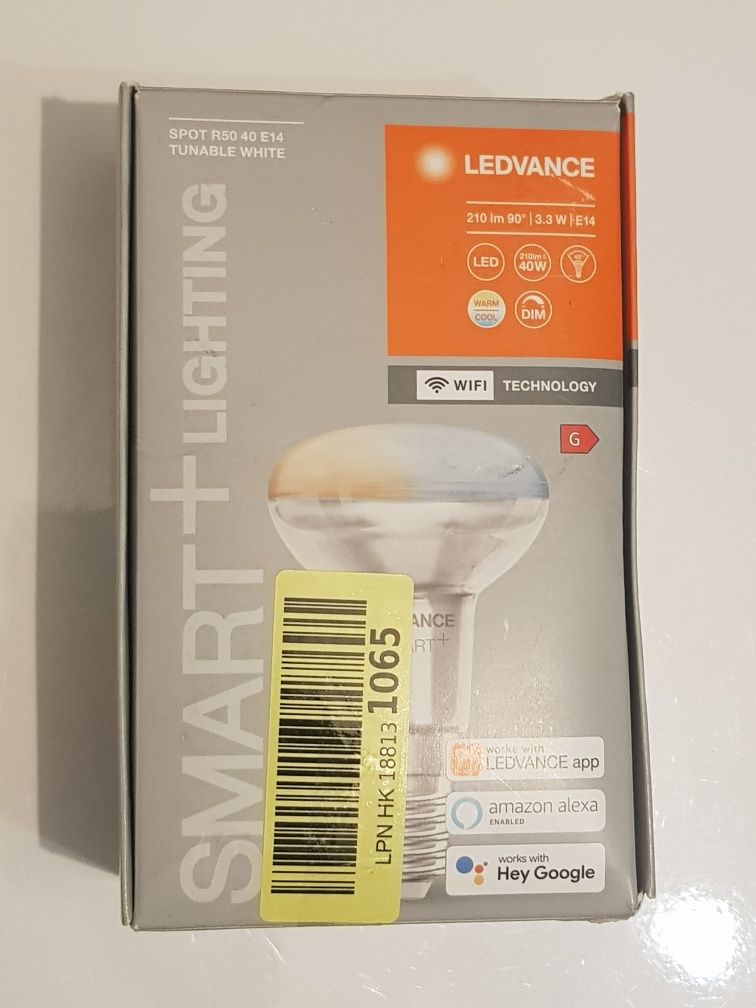 SPOT R50 40 E14
TUNABLE WHITE
SMART+ LIGHTING
LEDVANCE
210 lm 90° | 3.3 W | E14
LED
210lm
40W
45°
WARM
COOL
DIM
WIFI TECHNOLOGY
G
ANCE
ART+
LPN HK 18813 1065
works with
LEDVANCE app
amazon alexa
ENABLED
works with
Hey Google